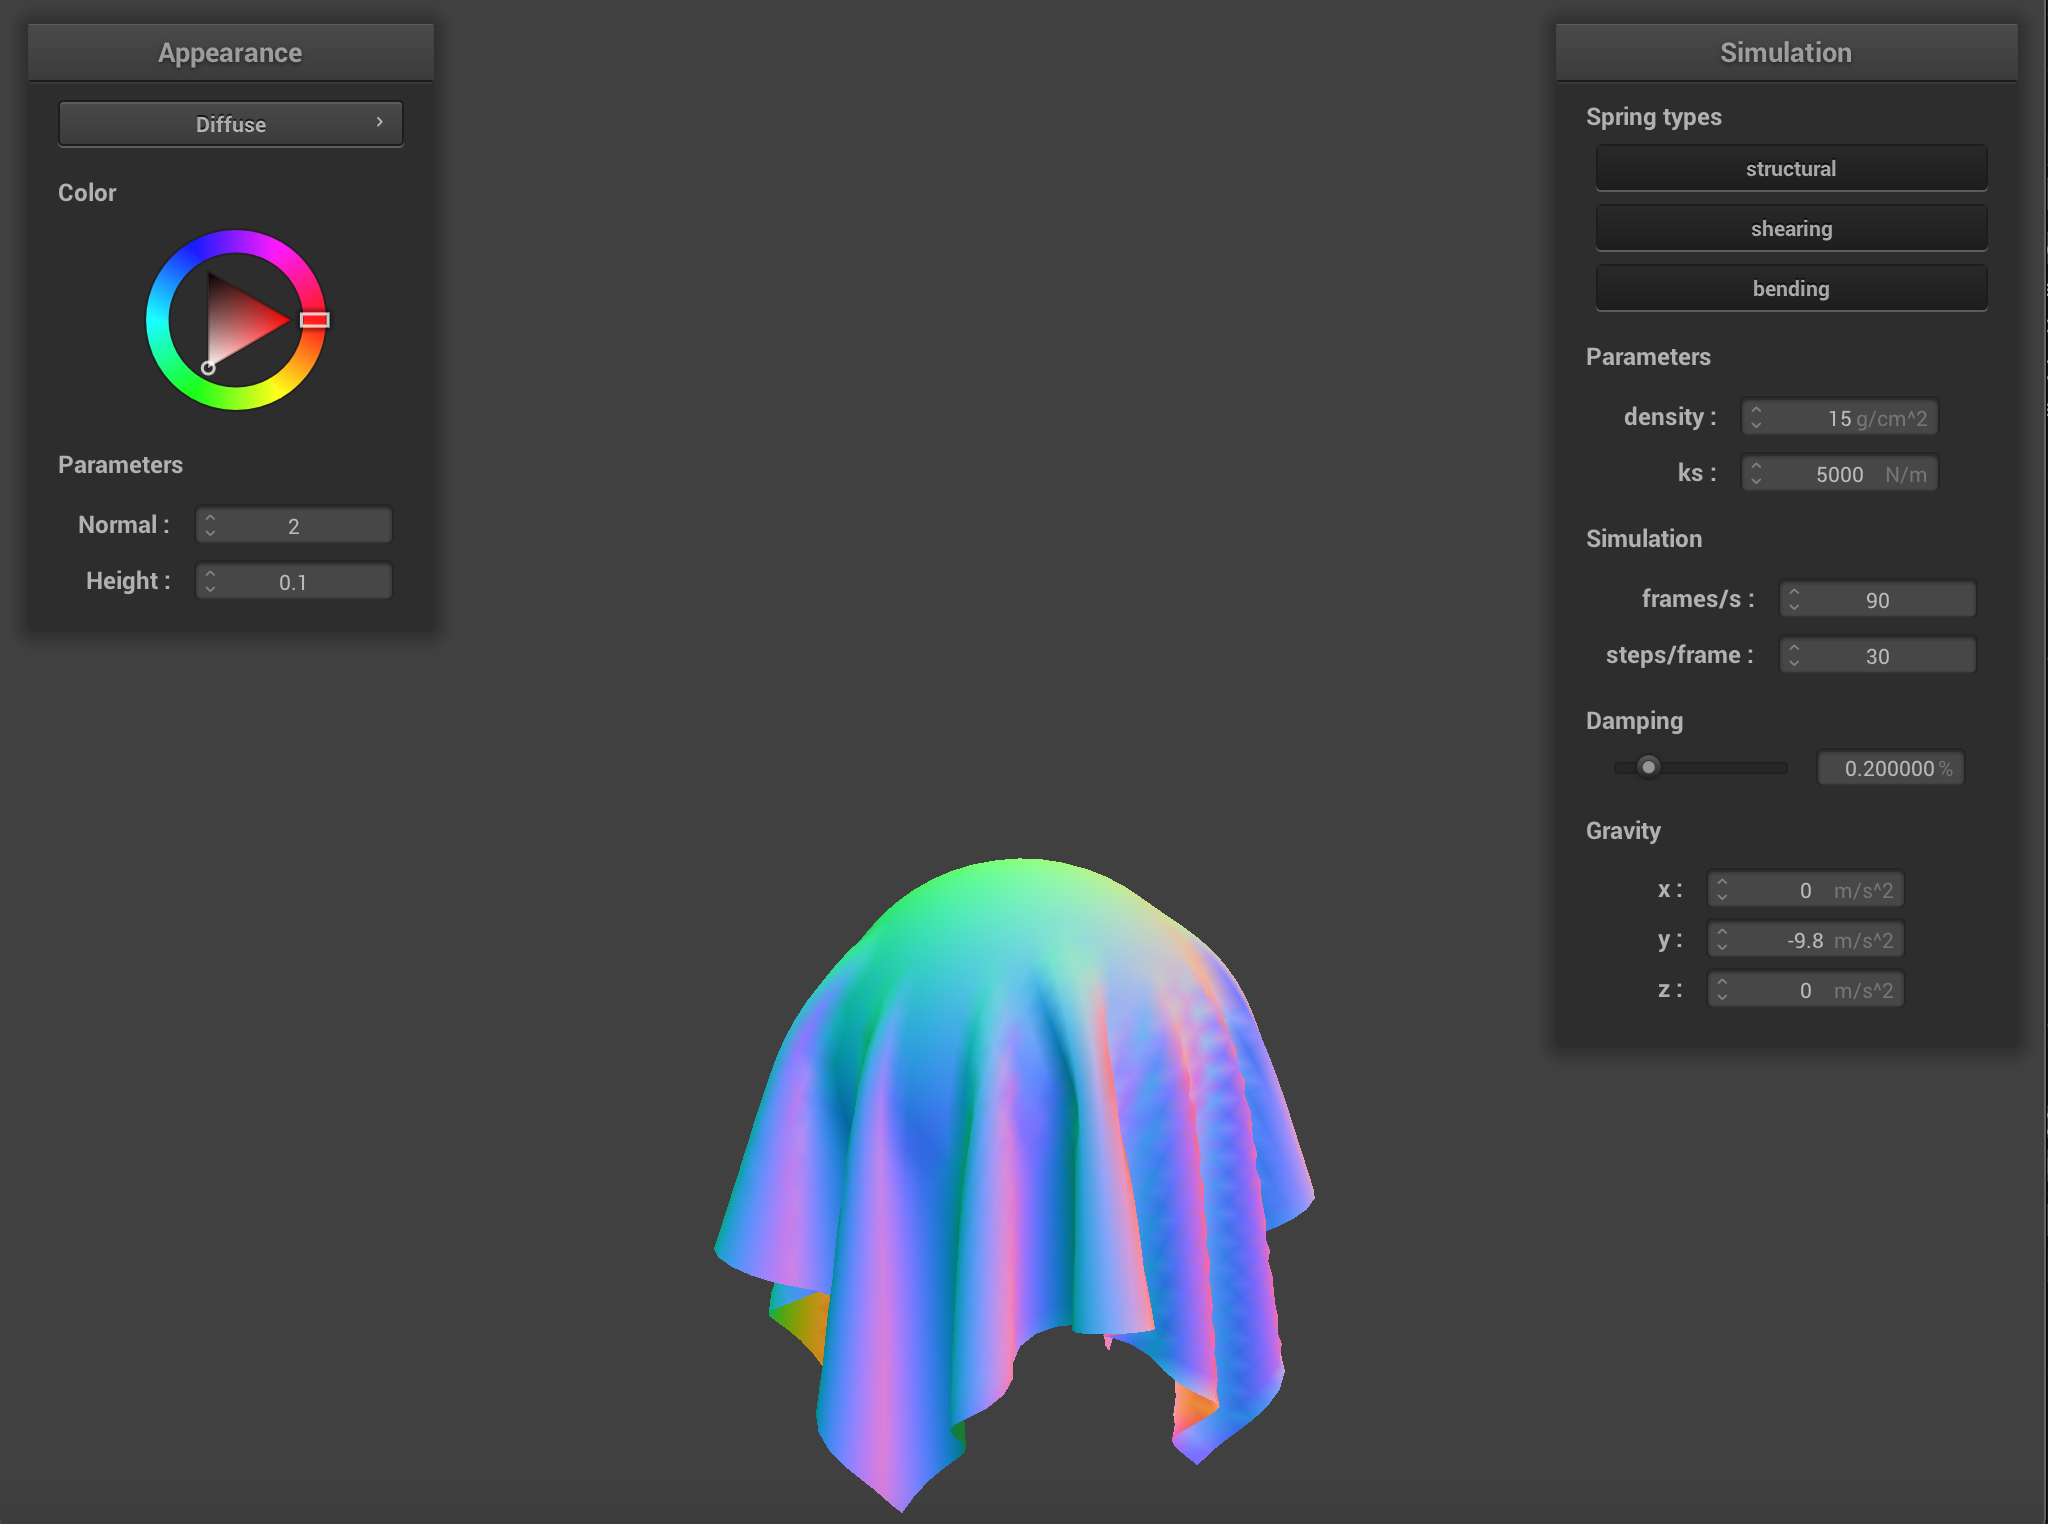 Appearance
Diffuse
Color
Parameters
Normal : 2
Height : 0.1
Simulation
Spring types
structural
shearing
bending
Parameters
density : 15 g/cm^2
ks : 5000 N/m
Simulation
frames/s : 90
steps/frame : 30
Damping
0.200000 %
Gravity
x : 0 m/s^2
y : -9.8 m/s^2
z : 0 m/s^2